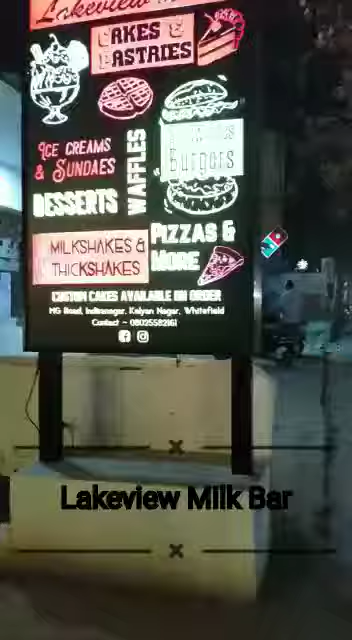 Lakeview
CAKES &
PASTRIES
ICE CREAMS
& SUNDAES
WAFFLES
Burgers
DESSERTS
MILKSHAKES &
THICKSHAKES
PIZZAS &
MORE
CUSTOM CAKES AVAILABLE ON ORDER
MG Road, Indiranagar, Kalyan Nagar, Whitefield
Contact - 08025582161
Lakeview Milk Bar